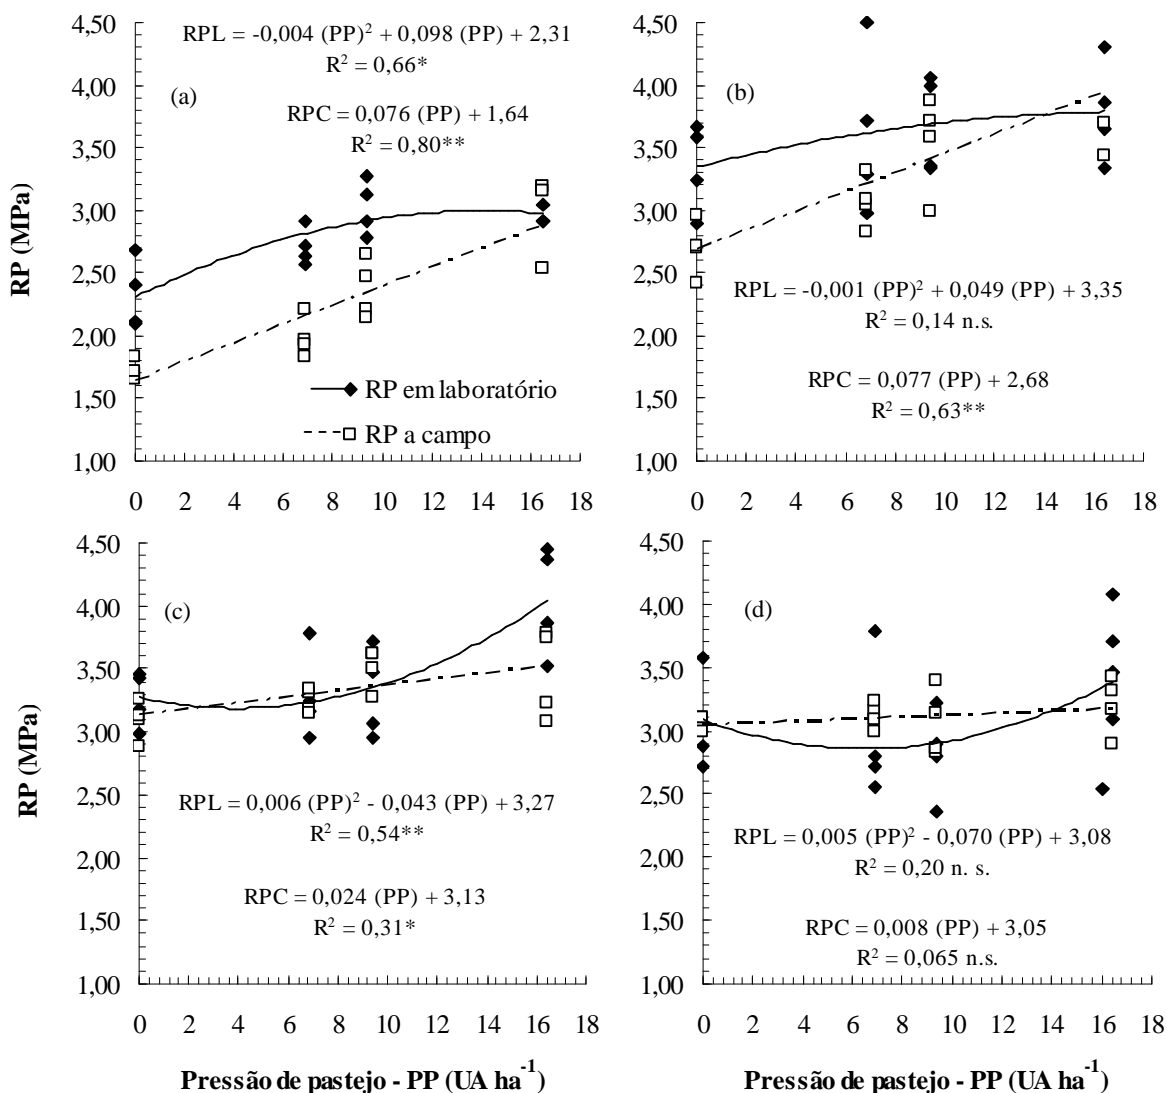 4,50
4,00
3,50
3,00
2,50
2,00
1,50
1,00
RP (MPa)
RPL = -0,004 (PP)² + 0,098 (PP) + 2,31
R² = 0,66*
(a)
RPC = 0,076 (PP) + 1,64
R² = 0,80**
RP em laboratório
RP a campo
0 2 4 6 8 10 12 14 16 18
4,50
4,00
3,50
3,00
2,50
2,00
1,50
1,00
(b)
RPL = -0,001 (PP)² + 0,049 (PP) + 3,35
R² = 0,14 n.s.
RPC = 0,077 (PP) + 2,68
R² = 0,63**
0 2 4 6 8 10 12 14 16 18
4,50
4,00
3,50
3,00
2,50
2,00
1,50
1,00
RP (MPa)
(c)
RPL = 0,006 (PP)² - 0,043 (PP) + 3,27
R² = 0,54**
RPC = 0,024 (PP) + 3,13
R² = 0,31*
0 2 4 6 8 10 12 14 16 18
Pressão de pastejo - PP (UA ha⁻¹)
4,50
4,00
3,50
3,00
2,50
2,00
1,50
1,00
(d)
RPL = 0,005 (PP)² - 0,070 (PP) + 3,08
R² = 0,20 n. s.
RPC = 0,008 (PP) + 3,05
R² = 0,065 n.s.
0 2 4 6 8 10 12 14 16 18
Pressão de pastejo - PP (UA ha⁻¹)